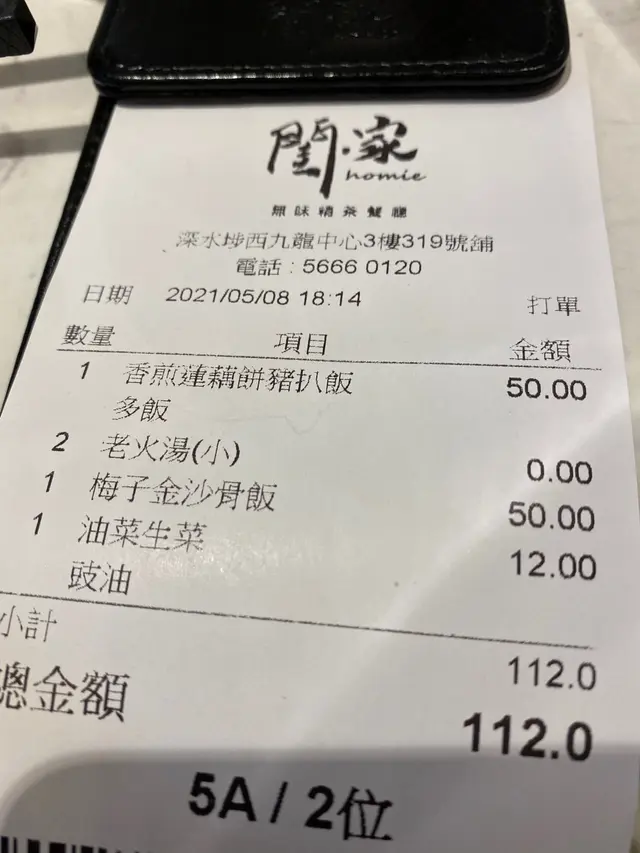 閨·家
homie
無味精茶餐廳
深水埗西九龍中心3樓319號舖
電話：5666 0120
日期 2021/05/08 18:14 打單
數量 項目 金額
1 香煎蓮藕餅豬扒飯 50.00
多飯
2 老火湯(小) 0.00
1 梅子金沙骨飯 50.00
1 油菜生菜 12.00
豉油
小計 112.0
總金額 112.0
5A / 2位